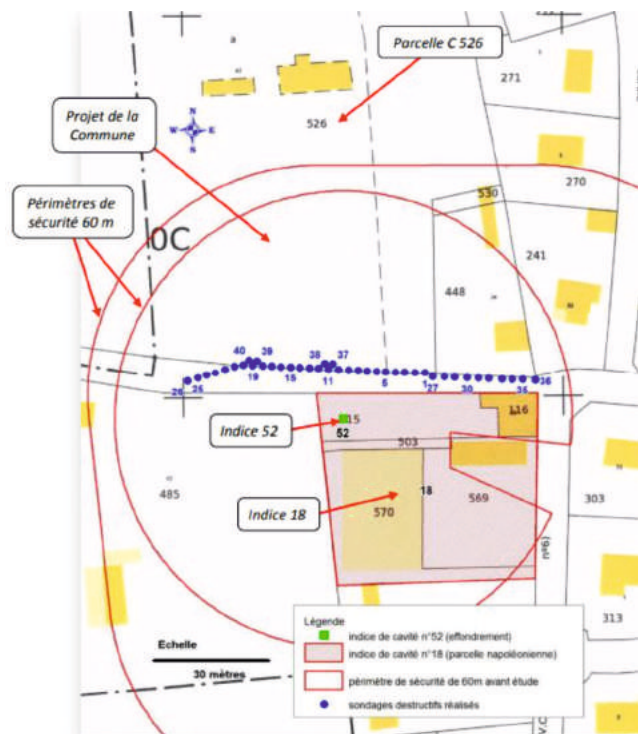 Parcelle C 526
271
a
Projet de la
Commune
N
W E
S
526
270
Périmètres de
sécurité 60 m
530
0C
241
448
40 39 38 37
26 25 19 15 11 6 1 27 30 35 36
Indice 52
15
116
52
503
485
Indice 18
18
570
569
303
n°6)
313
Légende
indice de cavité n°52 (effondrement)
indice de cavité n°18 (parcelle napoléonienne)
périmètre de sécurité de 60m avant étude
sondages destructifs réalisés
Echelle
30 mètres
V.C